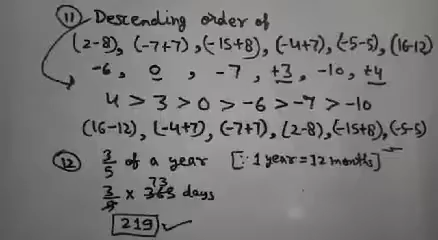 ⑪ Descending order of
(2-8), (-7+7), (-15+8), (-4+7), (-5-5), (16-12)
-6, 0, -7, +3, -10, +4
4 > 3 > 0 > -6 > -7 > -10
(16-12), (-4+7), (-7+7), (2-8), (-15+8), (-5-5)
⑫ 3/5 of a year [∵ 1 year = 12 months]
73
3/5 × 365 days
219 ✓